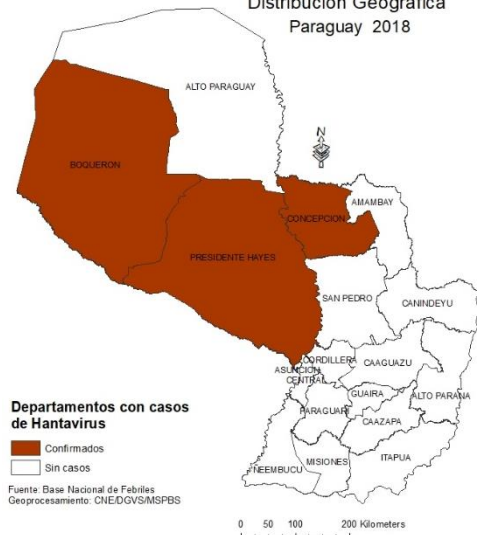 Distribución Geográfica
Paraguay 2018
ALTO PARAGUAY
N
BOQUERON
AMAMBAY
CONCEPCION
PRESIDENTE HAYES
SAN PEDRO
CANINDEYU
CORDILLERA
CAAGUAZU
ASUNCION
CENTRAL
GUAIRA
ALTO PARANA
PARAGUARI
CAAZAPA
ITAPUA
MISIONES
ÑEEMBUCU
Departamentos con casos
de Hantavirus
Confirmados
Sin casos
Fuente: Base Nacional de Febriles
Geoprocesamiento: CNE/DGVS/MSPBS
0 50 100 200 Kilometers